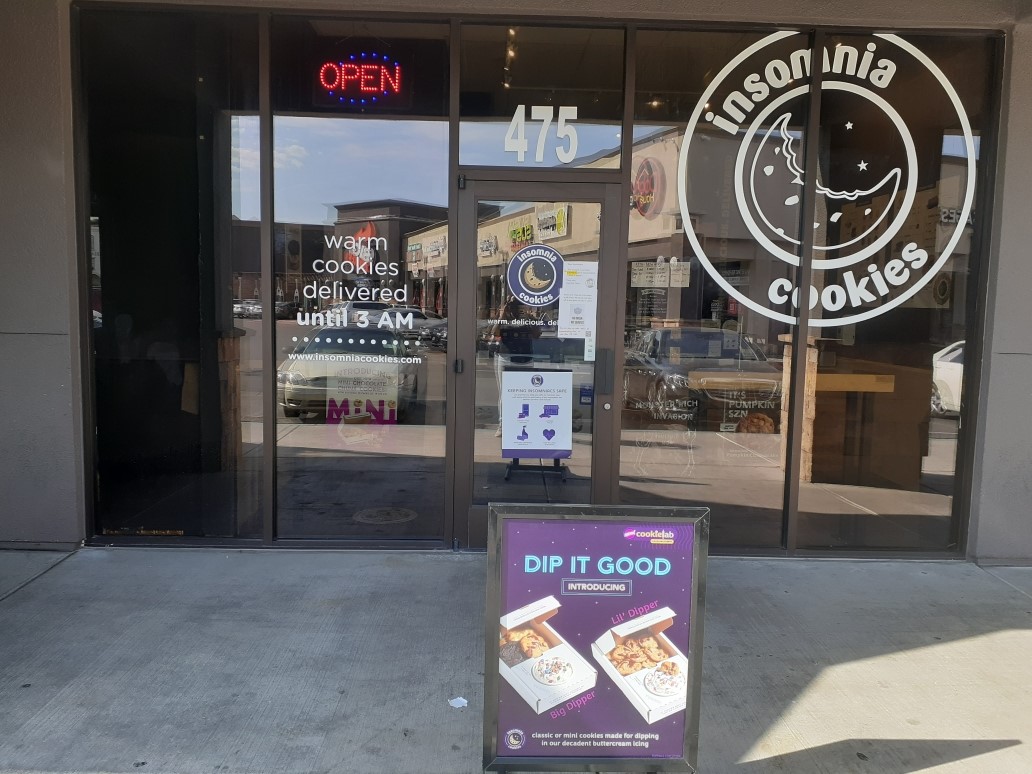 OPEN
475
insomnia
cookies
warm
cookies
delivered
until 3 AM
www.insomniacookies.com
insomnia
cookies
warm. delicious. del
KEEPING INSOMNIACS SAFE
MINI
IT'S
PUMPKIN
SZN
cookielab
DIP IT GOOD
INTRODUCING
Lil' Dipper
Big Dipper
classic or mini cookies made for dipping
in our decadent buttercream icing